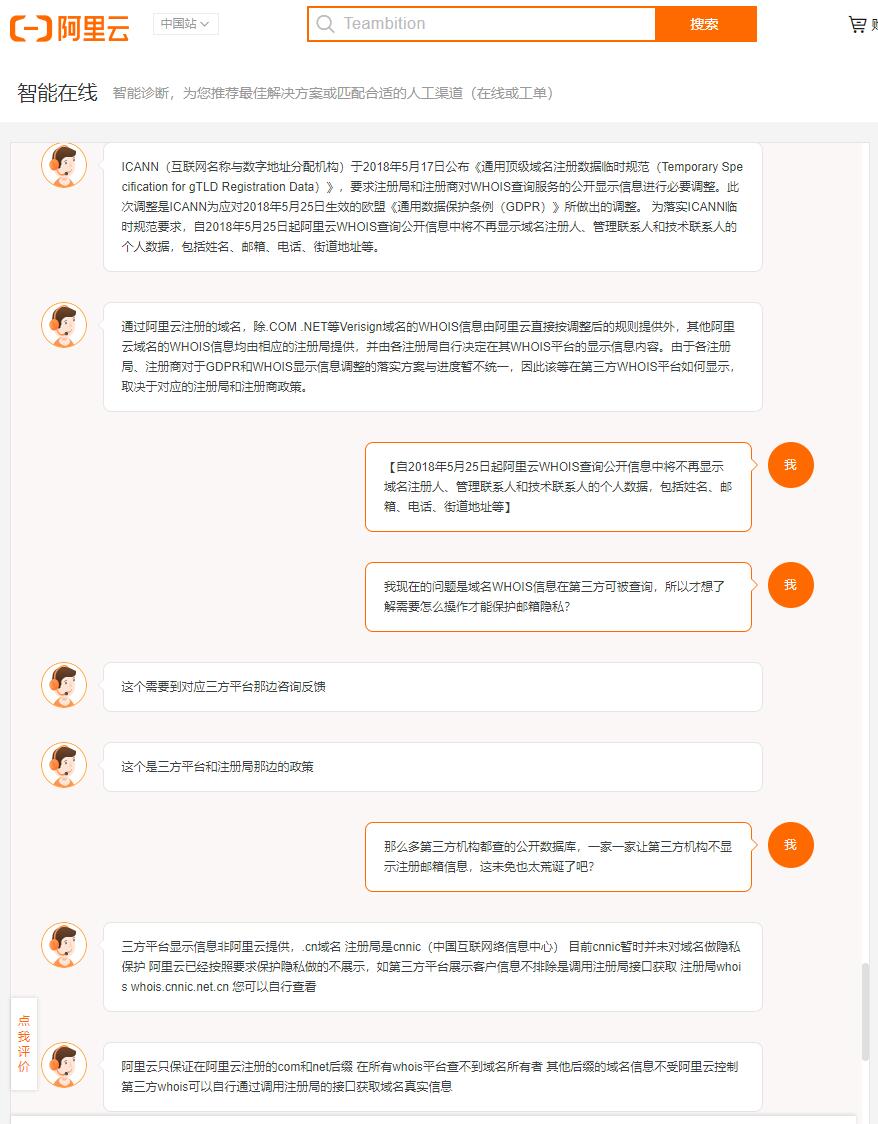 阿里云
中国站
Teambition
搜索
智能在线
智能诊断，为您推荐最佳解决方案或匹配合适的人工渠道（在线或工单）
ICANN（互联网名称与数字地址分配机构）于2018年5月17日公布《通用顶级域名注册数据临时规范（Temporary Spe
cification for gTLD Registration Data）》，要求注册局和注册商对WHOIS查询服务的公开显示信息进行必要调整。此
次调整是ICANN为应对2018年5月25日生效的欧盟《通用数据保护条例（GDPR）》所做出的调整。 为落实ICANN临
时规范要求，自2018年5月25日起阿里云WHOIS查询公开信息中将不再显示域名注册人、管理联系人和技术联系人的
个人数据，包括姓名、邮箱、电话、街道地址等。
通过阿里云注册的域名，除.COM .NET等Verisign域名的WHOIS信息由阿里云直接按调整后的规则提供外，其他阿里
云域名的WHOIS信息均由相应的注册局提供，并由各注册局自行决定在其WHOIS平台的显示信息内容。由于各注册
局、注册商对于GDPR和WHOIS显示信息调整的落实方案与进度暂不统一，因此该等在第三方WHOIS平台如何显示，
取决于对应的注册局和注册商政策。
【自2018年5月25日起阿里云WHOIS查询公开信息中将不再显示
域名注册人、管理联系人和技术联系人的个人数据，包括姓名、邮
箱、电话、街道地址等】
我
我现在的问题是域名WHOIS信息在第三方可被查询，所以才想了
解需要怎么操作才能保护邮箱隐私？
我
这个需要到对应三方平台那边咨询反馈
这个是三方平台和注册局那边的政策
那么多第三方机构都查的公开数据库，一家一家让第三方机构不显
示注册邮箱信息，这未免也太荒诞了吧？
我
三方平台显示信息非阿里云提供，.cn域名 注册局是cnnic（中国互联网络信息中心） 目前cnnic暂时并未对域名做隐私
保护 阿里云已经按照要求保护隐私做的不展示，如第三方平台展示客户信息不排除是调用注册局接口获取 注册局whoi
s whois.cnnic.net.cn 您可以自行查看
阿里云只保证在阿里云注册的com和net后缀 在所有whois平台查不到域名所有者 其他后缀的域名信息不受阿里云控制
第三方whois可以自行通过调用注册局的接口获取域名真实信息
点我评价